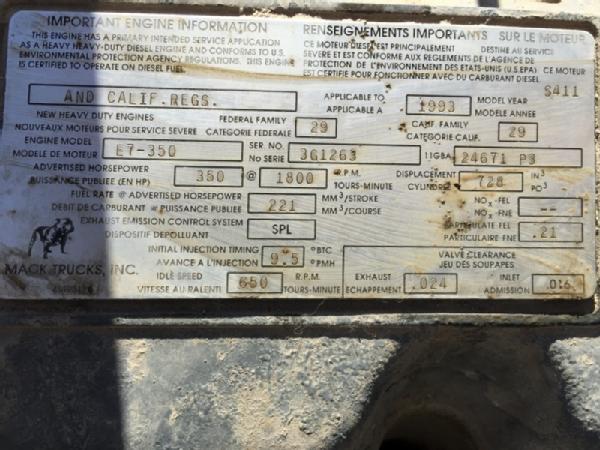 IMPORTANT ENGINE INFORMATION
THIS ENGINE HAS A PRIMARY INTENDED SERVICE APPLICATION
AS A HEAVY HEAVY-DUTY DIESEL ENGINE AND CONFORMS TO U.S.
ENVIRONMENTAL PROTECTION AGENCY REGULATIONS. THIS ENGINE
IS CERTIFIED TO OPERATE ON DIESEL FUEL.
RENSEIGNEMENTS IMPORTANTS SUR LE MOTEUR
CE MOTEUR DIESEL EST PRINCIPALEMENT DESTINE AU SERVICE
SEVERE ET EST CONFORME AUX REGLEMENTS DE L'AGENCE DE
PROTECTION DE L'ENVIRONNEMENT DES ETATS-UNIS (U.S.EPA) CE MOTEUR
EST CERTIFIE POUR FONCTIONNER AVEC DU CARBURANT DIESEL.
S411
AND CALIF.REGS. APPLICABLE TO 1993 MODEL YEAR
APPLICABLE A MODELE ANNÉE
NEW HEAVY DUTY ENGINES FEDERAL FAMILY 29 CALIF. FAMILY 29
NOUVEAUX MOTEURS POUR SERVICE SEVERE CATEGORIE FEDERALE CATEGORIE CALIF.
ENGINE MODEL E7-350 SER. NO. 3G1263 11GBA 24671 P3
MODELE DE MOTEUR No SERIE
ADVERTISED HORSEPOWER 350 @ 1800 R.P.M. DISPLACEMENT 728 IN3
PUISSANCE PUBLIEE (EN HP) TOURS-MINUTE CYLINDREE PO3
FUEL RATE @ ADVERTISED HORSEPOWER 221 MM3/STROKE NOx-FEL
DEBIT DE CARBURANT @ PUISSANCE PUBLIEE MM3/COURSE NOx-FNE --
EXHAUST EMISSION CONTROL SYSTEM SPL PARTICULATE FEL .21
DISPOSITIF DEPOLLUANT PARTICULAIRE FNE
INITIAL INJECTION TIMING 9.5 °BTC VALVE CLEARANCE
AVANCE A L'INJECTION °PMH JEU DES SOUPAPES
MACK TRUCKS, INC.
IDLE SPEED 650 R.P.M. EXHAUST .024 INLET .016
VITESSE AU RALENTI TOURS-MINUTE ECHAPPEMENT ADMISSION